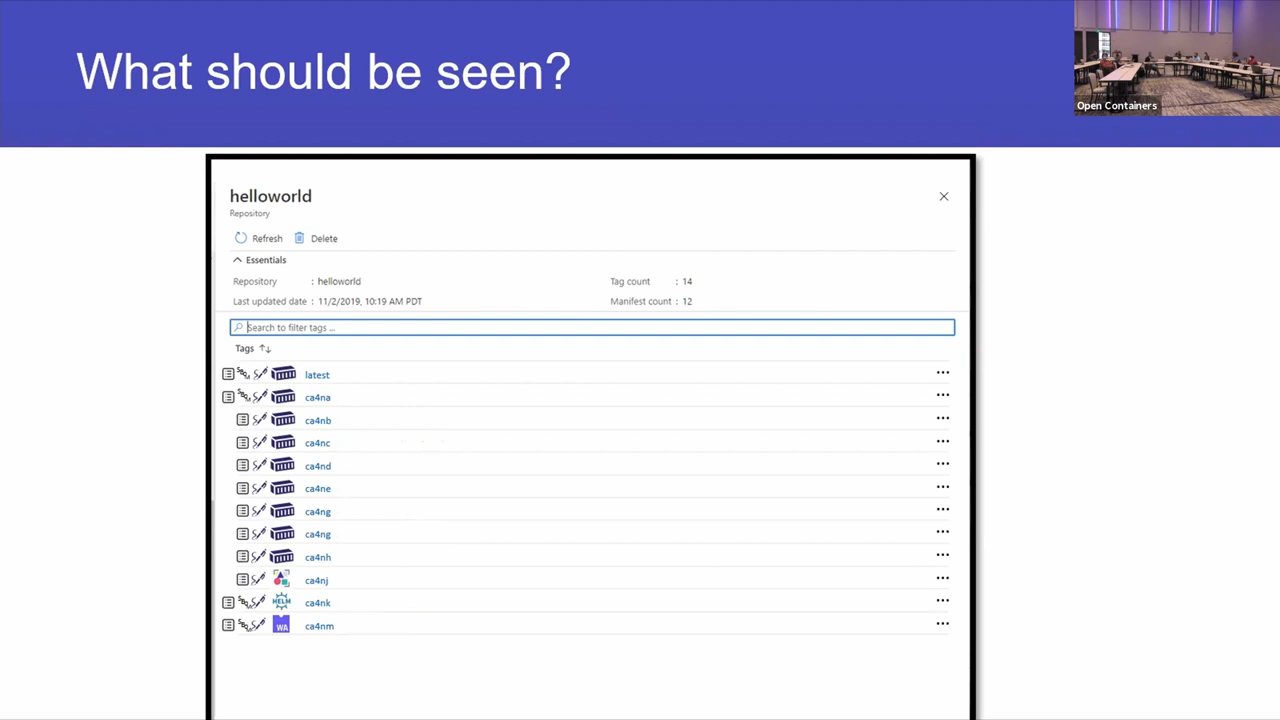 What should be seen?
Open Containers
helloworld
Repository
Refresh Delete
Essentials
Repository : helloworld Tag count : 14
Last updated date : 11/2/2019, 10:19 AM PDT Manifest count : 12
Search to filter tags ...
Tags
latest
ca4na
ca4nb
ca4nc
ca4nd
ca4ne
ca4ng
ca4ng
ca4nh
ca4nj
HELM ca4nk
WA ca4nm